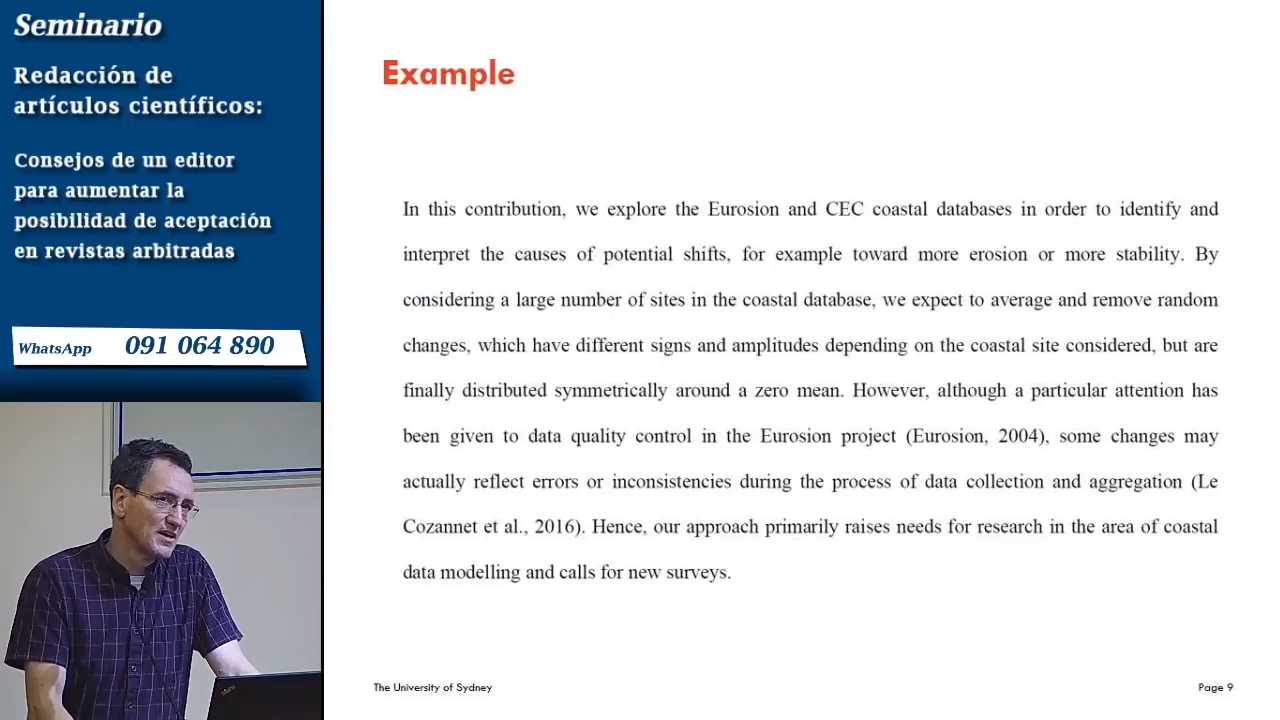 Seminario
Redacción de
artículos científicos:
Consejos de un editor
para aumentar la
posibilidad de aceptación
en revistas arbitradas
WhatsApp 091 064 890
Example
In this contribution, we explore the Eurosion and CEC coastal databases in order to identify and
interpret the causes of potential shifts, for example toward more erosion or more stability. By
considering a large number of sites in the coastal database, we expect to average and remove random
changes, which have different signs and amplitudes depending on the coastal site considered, but are
finally distributed symmetrically around a zero mean. However, although a particular attention has
been given to data quality control in the Eurosion project (Eurosion, 2004), some changes may
actually reflect errors or inconsistencies during the process of data collection and aggregation (Le
Cozannet et al., 2016). Hence, our approach primarily raises needs for research in the area of coastal
data modelling and calls for new surveys.
The University of Sydney
Page 9